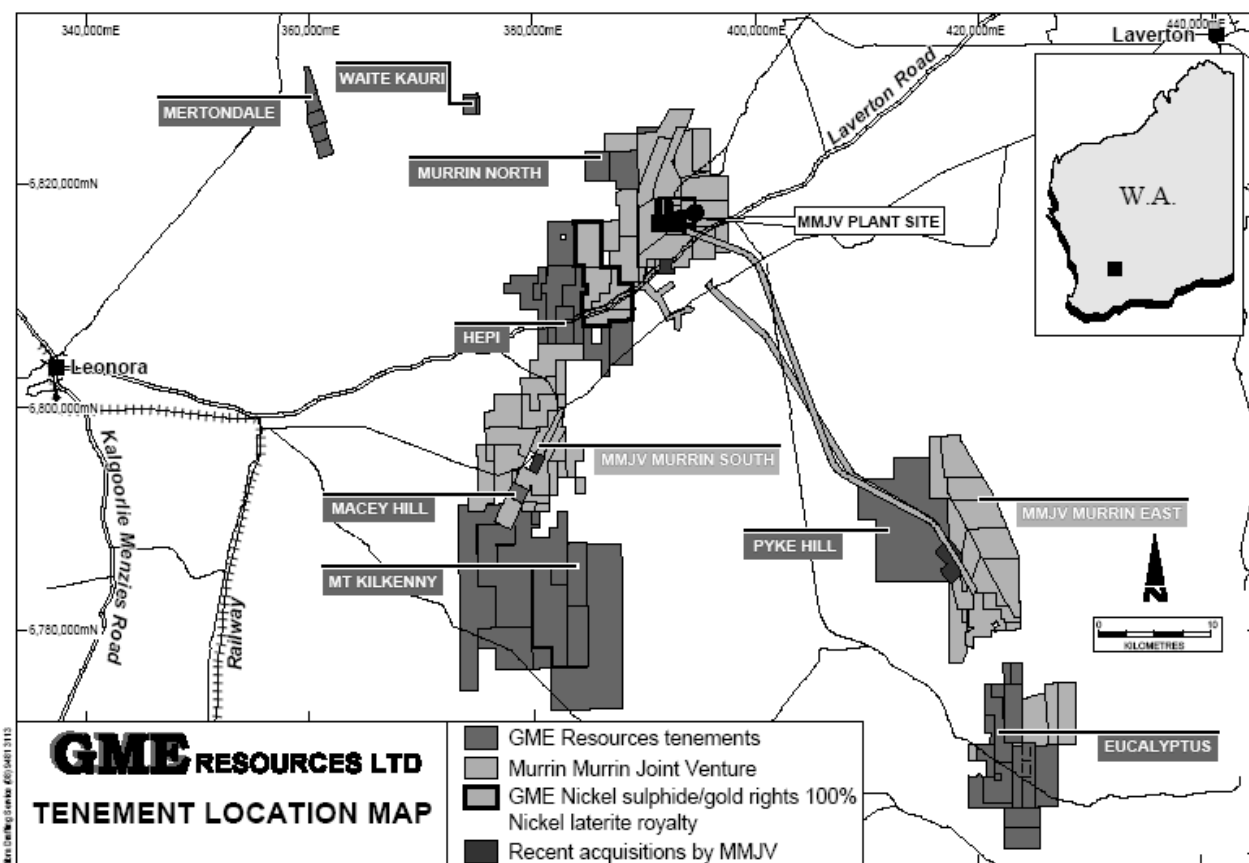 340,000mE
360,000mE
380,000mE
400,000mE
420,000mE
440,000mE
Laverton
WAITE KAURI
MERTONDALE
Laverton Road
MURRIN NORTH
6,820,000mN
W.A.
MMJV PLANT SITE
HEPI
Leonora
6,800,000mN
Kalgoorlie Menzies Road
MMJV MURRIN SOUTH
MACEY HILL
MMJV MURRIN EAST
PYKE HILL
MT KILKENNY
N
Railway
6,780,000mN
0 10
KILOMETRES
EUCALYPTUS
GME RESOURCES LTD
TENEMENT LOCATION MAP
GME Resources tenements
Murrin Murrin Joint Venture
GME Nickel sulphide/gold rights 100%
Nickel laterite royalty
Recent acquisitions by MMJV
Drafting Service